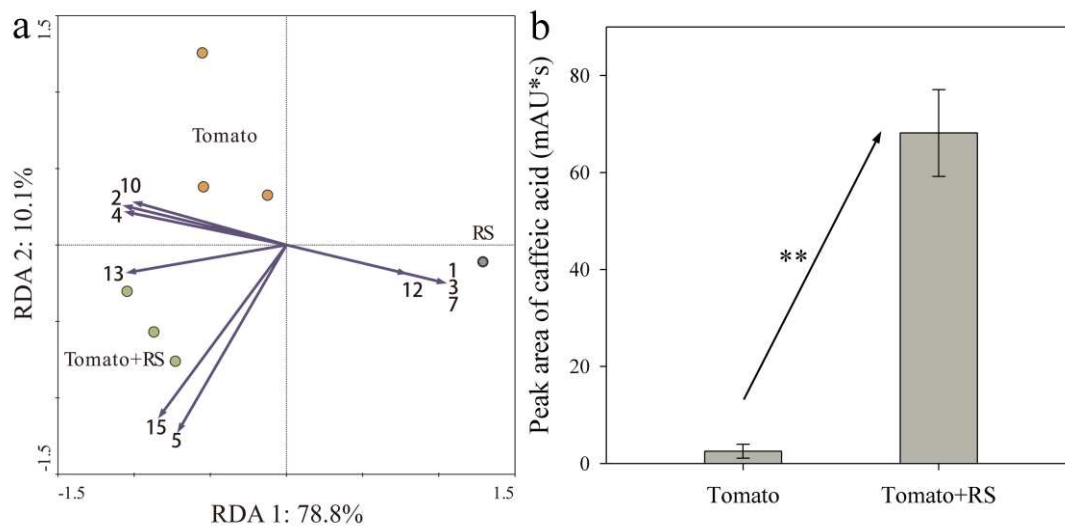 a
1.5
Tomato
10
2
4
RS
1
12
3
7
13
Tomato+RS
15
5
-1.5
-1.5
1.5
RDA 1: 78.8%
RDA 2: 10.1%
b
80
60
40
20
0
**
Peak area of caffeic acid (mAU*s)
Tomato
Tomato+RS